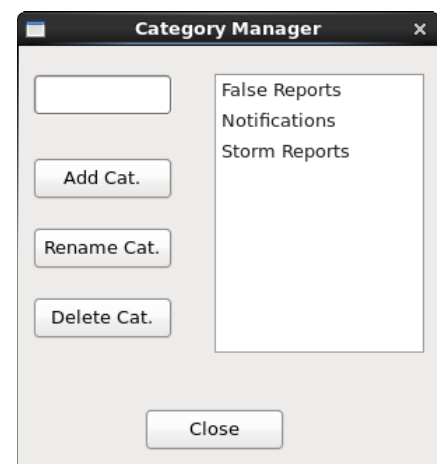 Category Manager
False Reports
Notifications
Storm Reports
Add Cat.
Rename Cat.
Delete Cat.
Close